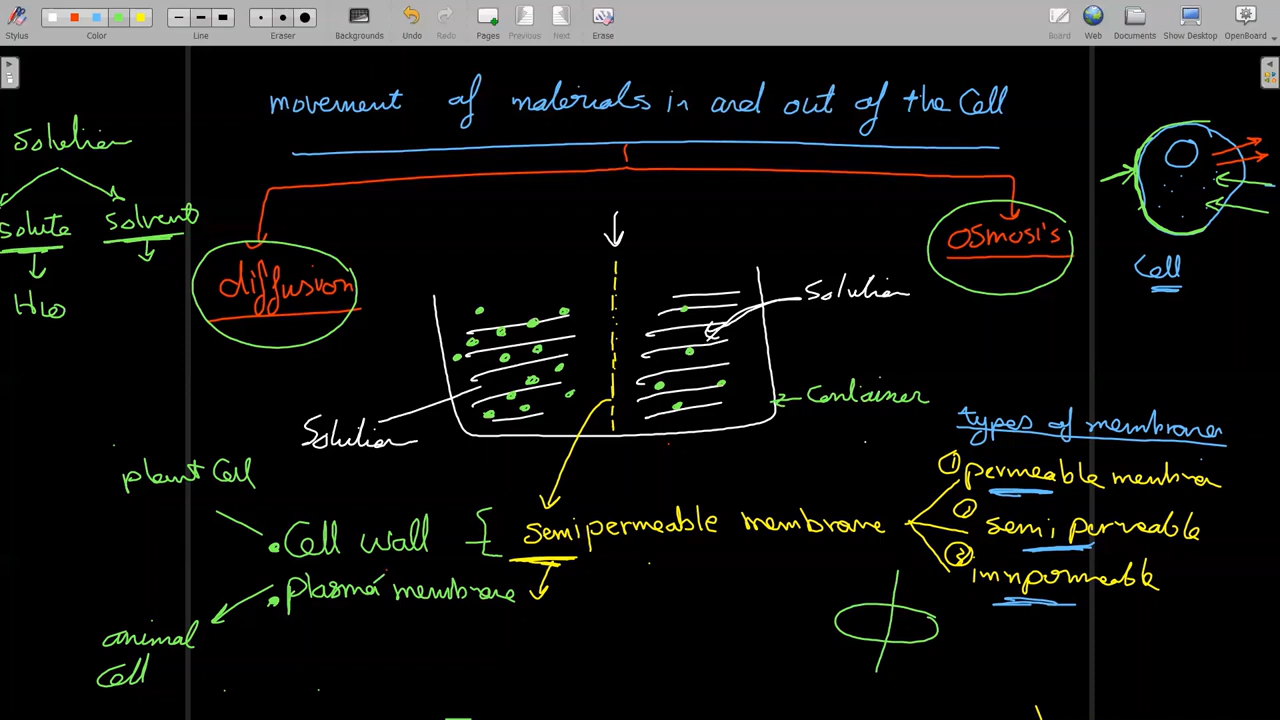 Stylus
Color
Line
Eraser
Backgrounds
Undo
Redo
Pages
Previous
Next
Erase
Board
Web
Documents
Show Desktop
OpenBoard
movement of materials in and out of the Cell
Solution
Solute
Solvent
H2O
diffusion
osmosis
Cell
Solution
Container
Solution
types of membrane
① permeable membrane
② semi permeable
③ impermeable
plant Cell
• Cell wall
semipermeable membrane
• plasma membrane
animal
Cell